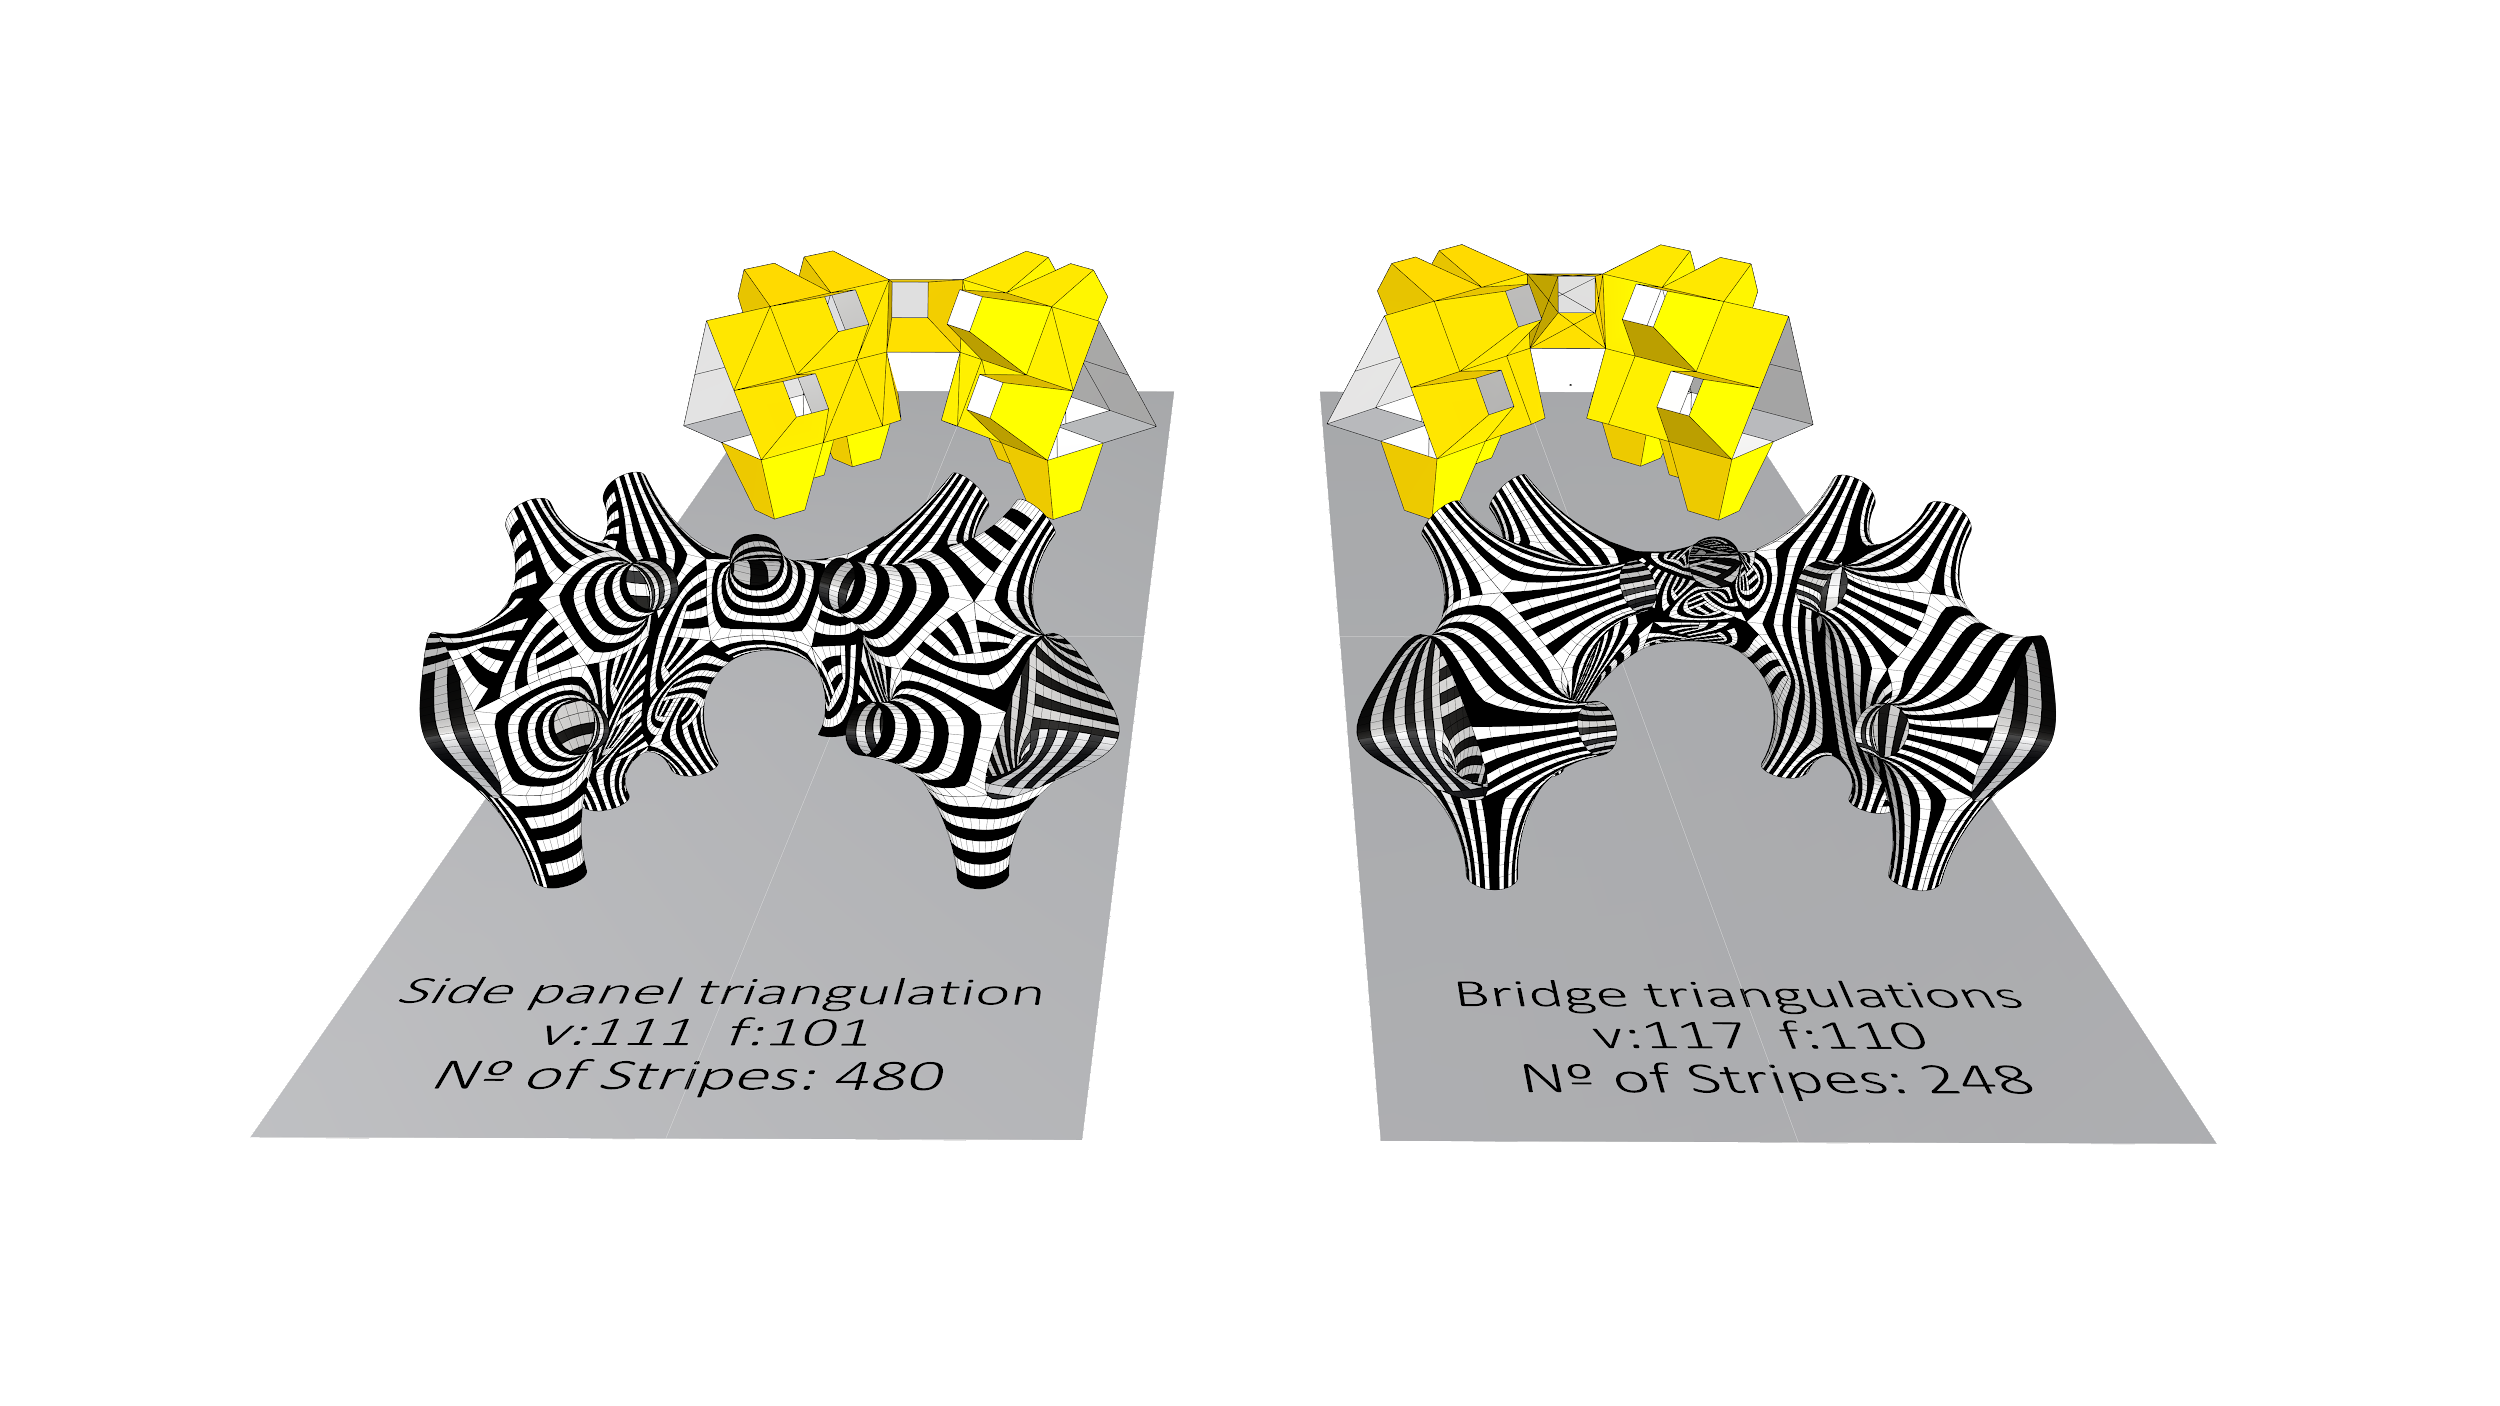 Side panel triangulation
v:111 f:101
Nº of Stripes: 480
Bridge triangulations
v:117 f:110
Nº of Stripes: 248